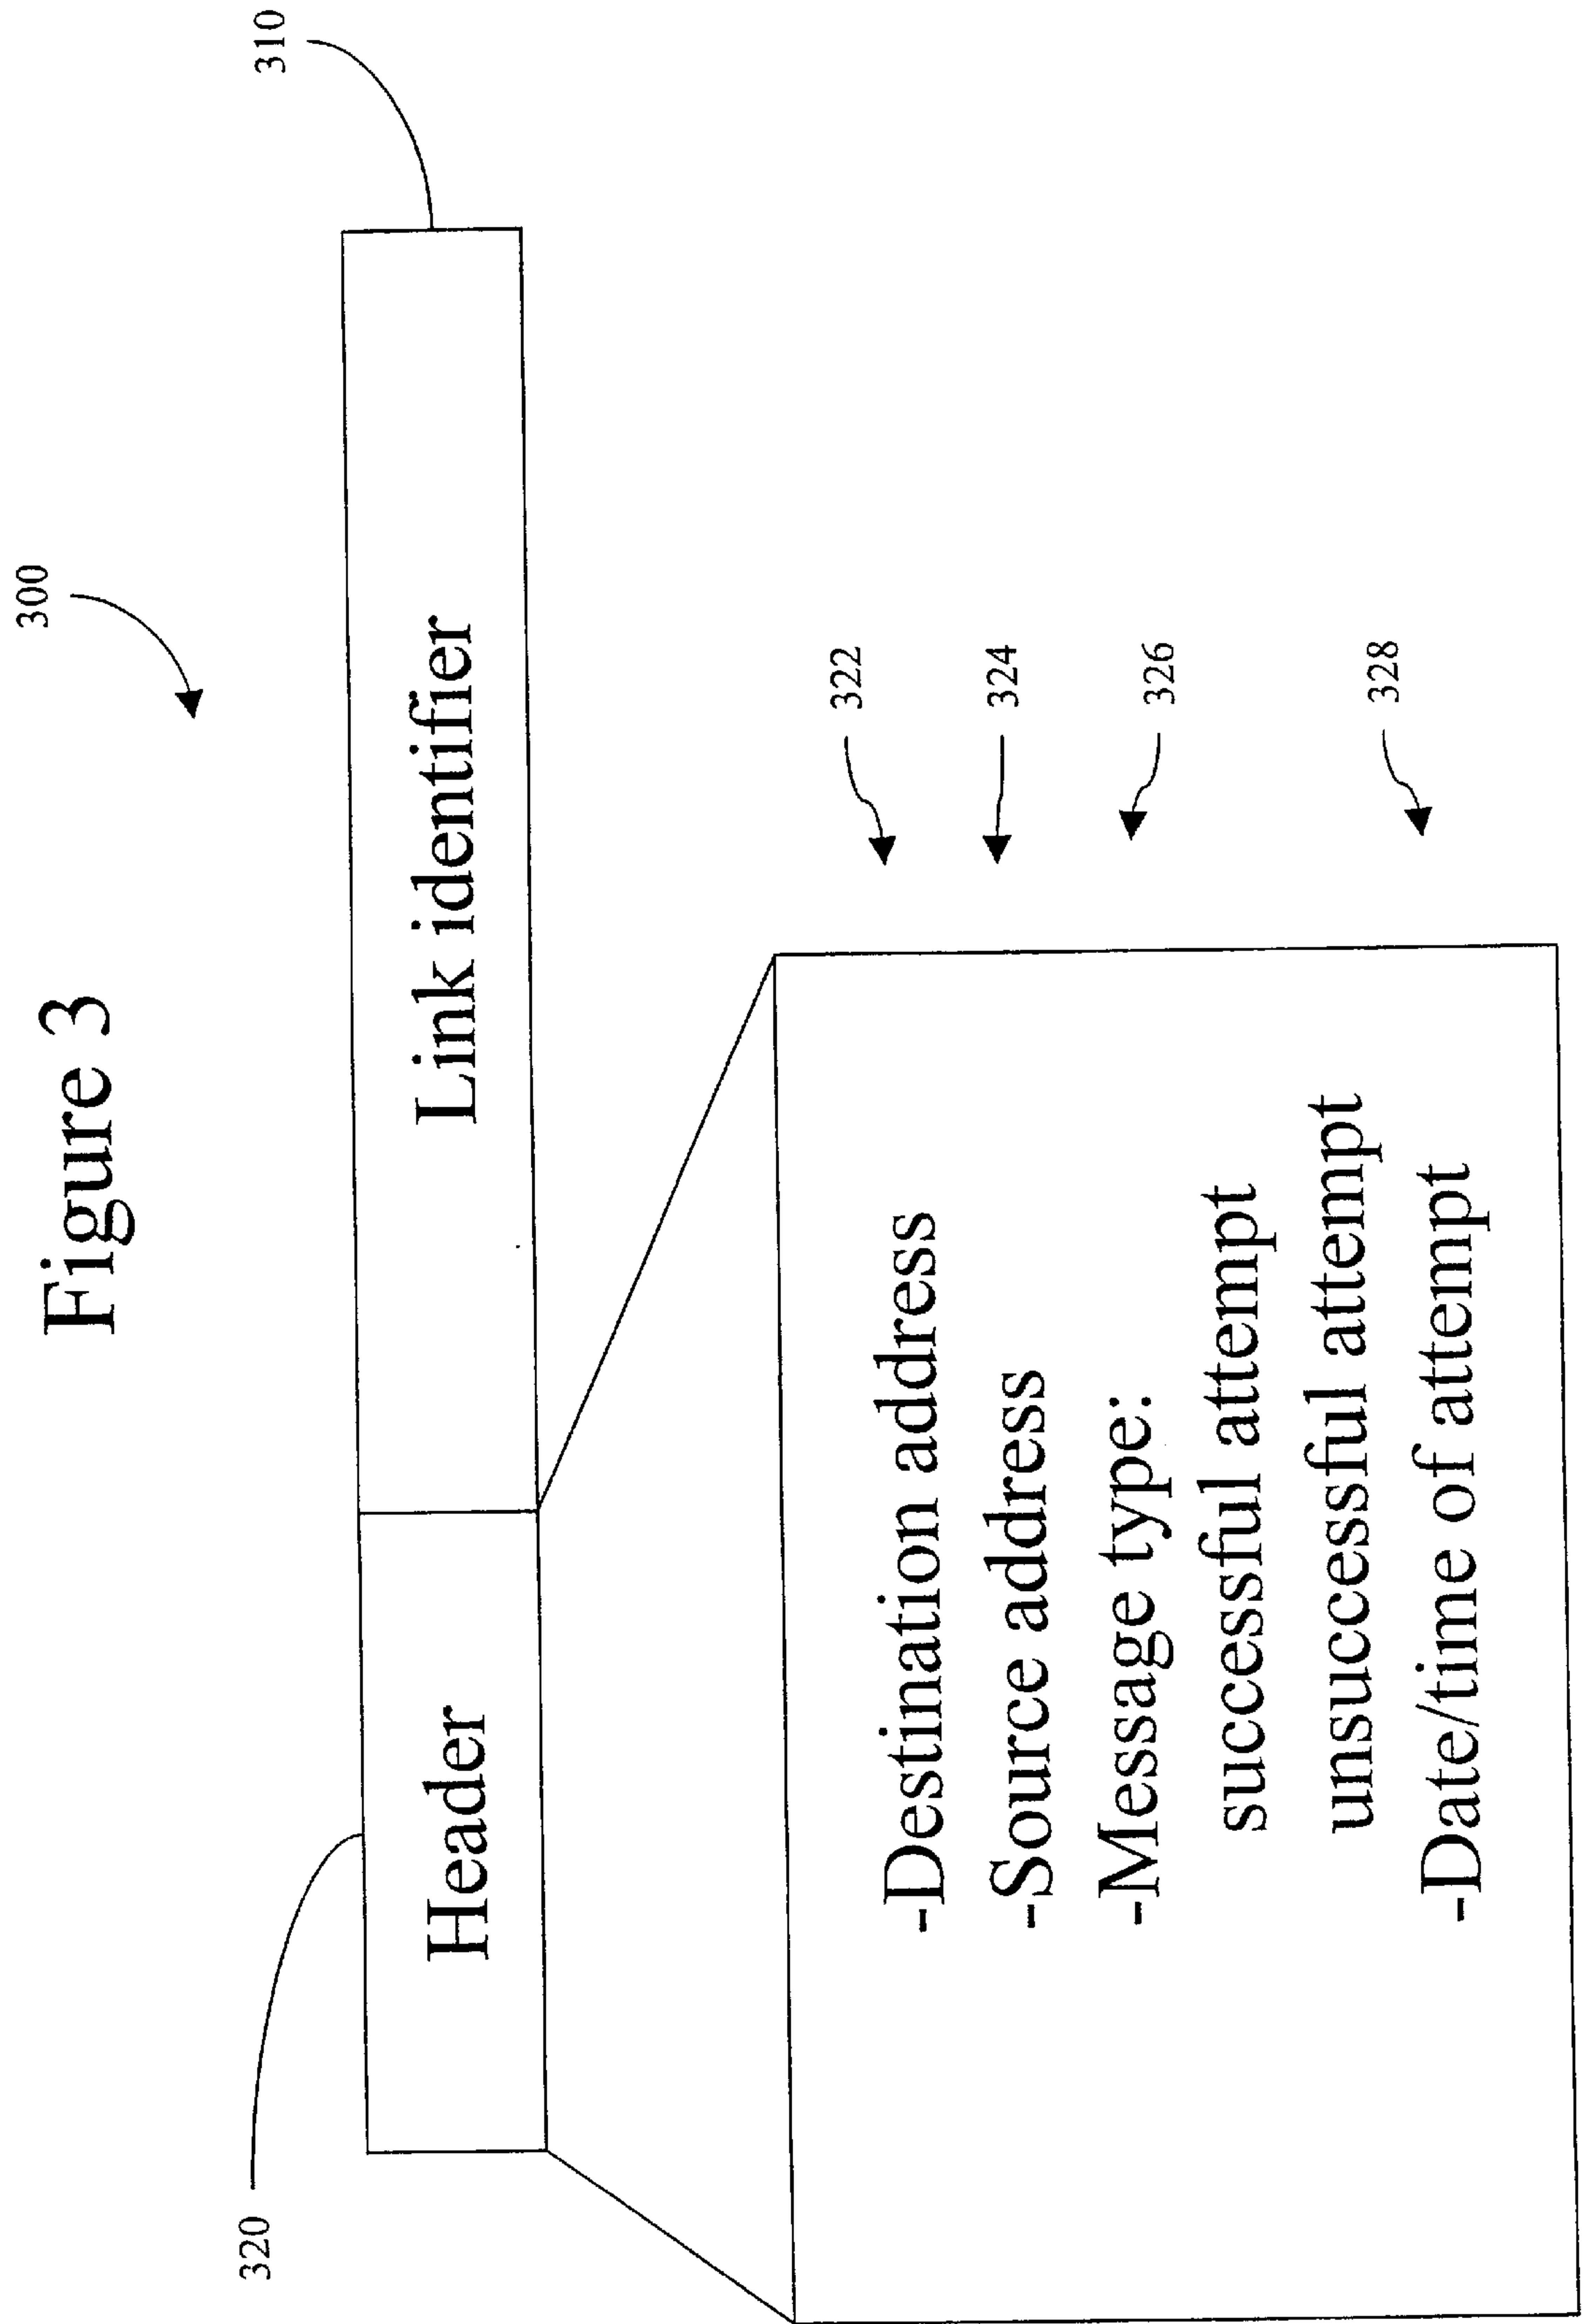 Figure 3
300
310
320
Header
Link identifier
-Destination address
322
-Source address
324
-Message type:
326
successful attempt
unsuccessful attempt
-Date/time of attempt
328